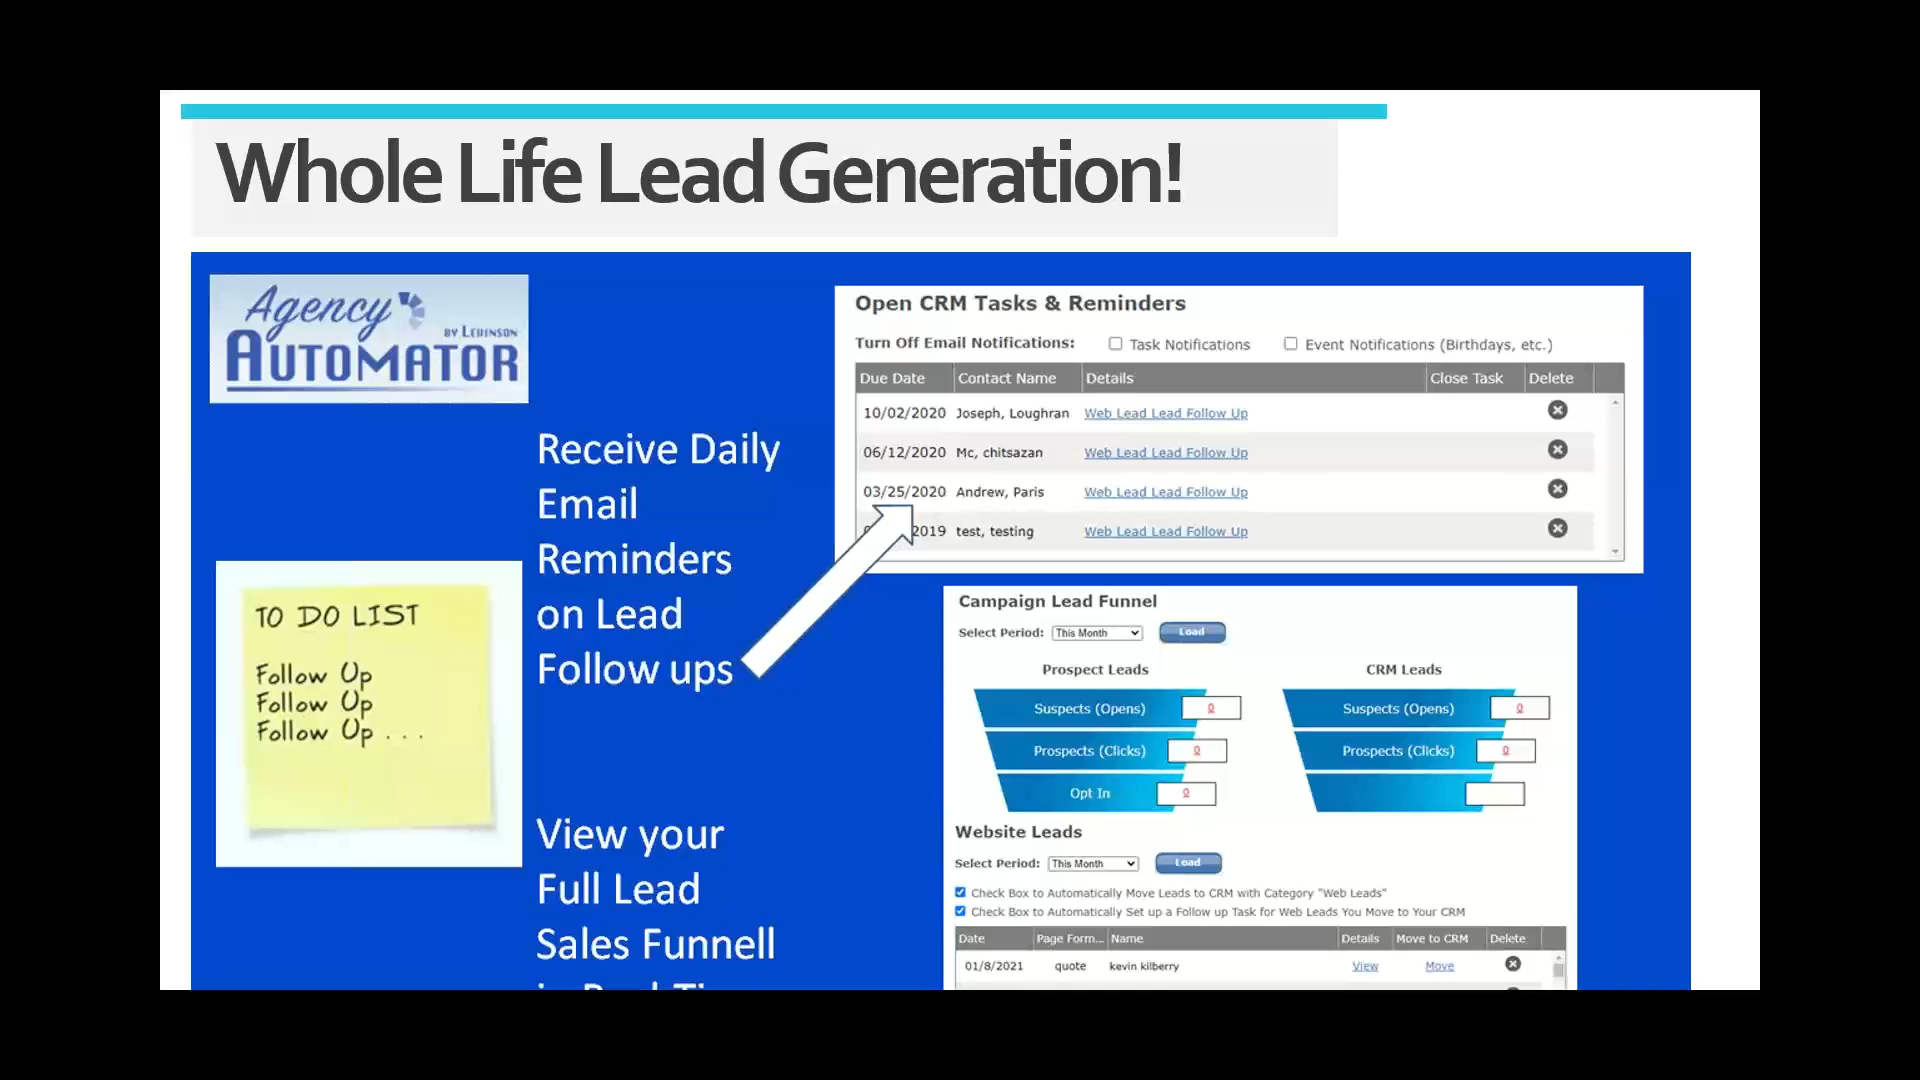 Whole Life Lead Generation!
Agency
BY LEBINSON
AUTOMATOR
Receive Daily
Email
Reminders
on Lead
Follow ups
TO DO LIST
Follow Up
Follow Up
Follow Up . . .
View your
Full Lead
Sales Funnell
Open CRM Tasks & Reminders
Turn Off Email Notifications: Task Notifications Event Notifications (Birthdays, etc.)
Due Date Contact Name Details Close Task Delete
10/02/2020 Joseph, Loughran Web Lead Lead Follow Up
06/12/2020 Mc, chitsazan Web Lead Lead Follow Up
03/25/2020 Andrew, Paris Web Lead Lead Follow Up
2019 test, testing Web Lead Lead Follow Up
Campaign Lead Funnel
Select Period: This Month Load
Prospect Leads CRM Leads
Suspects (Opens) 0 Suspects (Opens) 0
Prospects (Clicks) 0 Prospects (Clicks) 0
Opt In 0
Website Leads
Select Period: This Month Load
Check Box to Automatically Move Leads to CRM with Category "Web Leads"
Check Box to Automatically Set up a Follow up Task for Web Leads You Move to Your CRM
Date Page Form... Name Details Move to CRM Delete
01/8/2021 quote kevin kilberry View Move